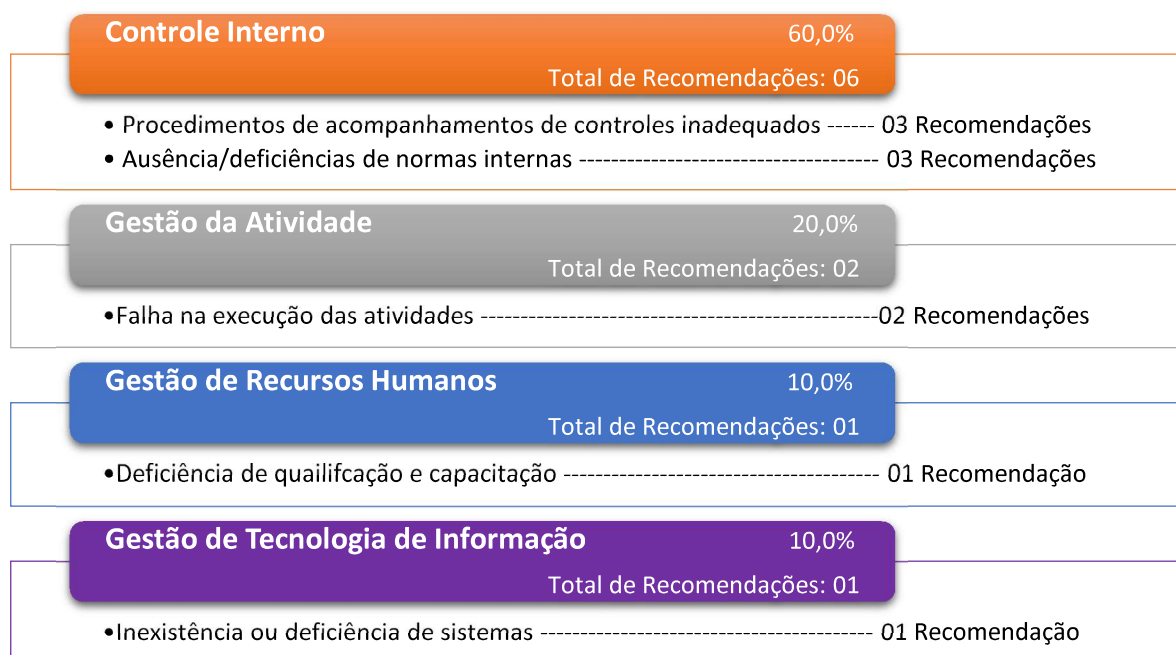 Controle Interno 60,0%
Total de Recomendações: 06
• Procedimentos de acompanhamentos de controles inadequados ------ 03 Recomendações
• Ausência/deficiências de normas internas -------------------------------------- 03 Recomendações
Gestão da Atividade 20,0%
Total de Recomendações: 02
•Falha na execução das atividades --------------------------------------------------02 Recomendações
Gestão de Recursos Humanos 10,0%
Total de Recomendações: 01
•Deficiência de quailifcação e capacitação ---------------------------------------- 01 Recomendação
Gestão de Tecnologia de Informação 10,0%
Total de Recomendações: 01
•Inexistência ou deficiência de sistemas ------------------------------------------ 01 Recomendação